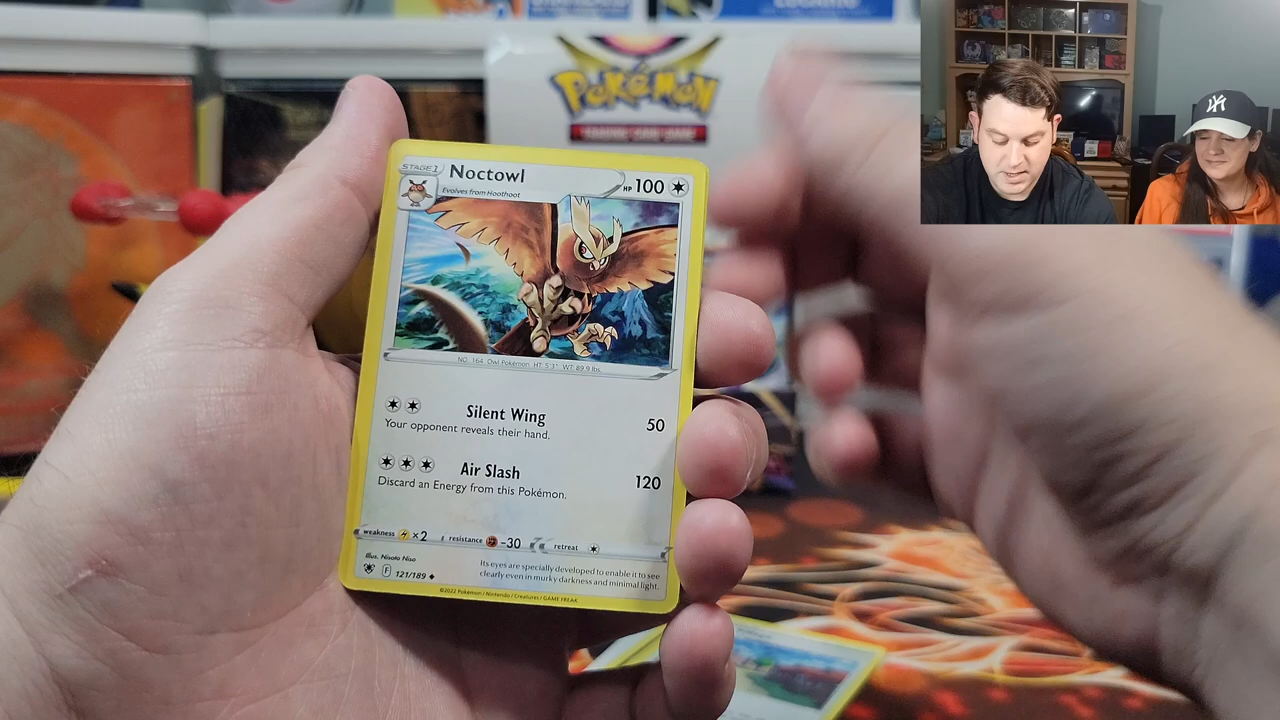 Pokémon
TRADING CARD GAME
NY
STAGE 1
Noctowl
HP 100
Evolves from Hoothoot
NO. 164 Owl Pokémon HT: 5'3" WT: 89.9 lbs.
Silent Wing 50
Your opponent reveals their hand.
Air Slash 120
Discard an Energy from this Pokémon.
weakness ×2 resistance -30 retreat
Illus. Nisota Niso
Its eyes are specially developed to enable it to see
clearly even in murky darkness and minimal light.
F 121/189
©2022 Pokémon / Nintendo / Creatures / GAME FREAK